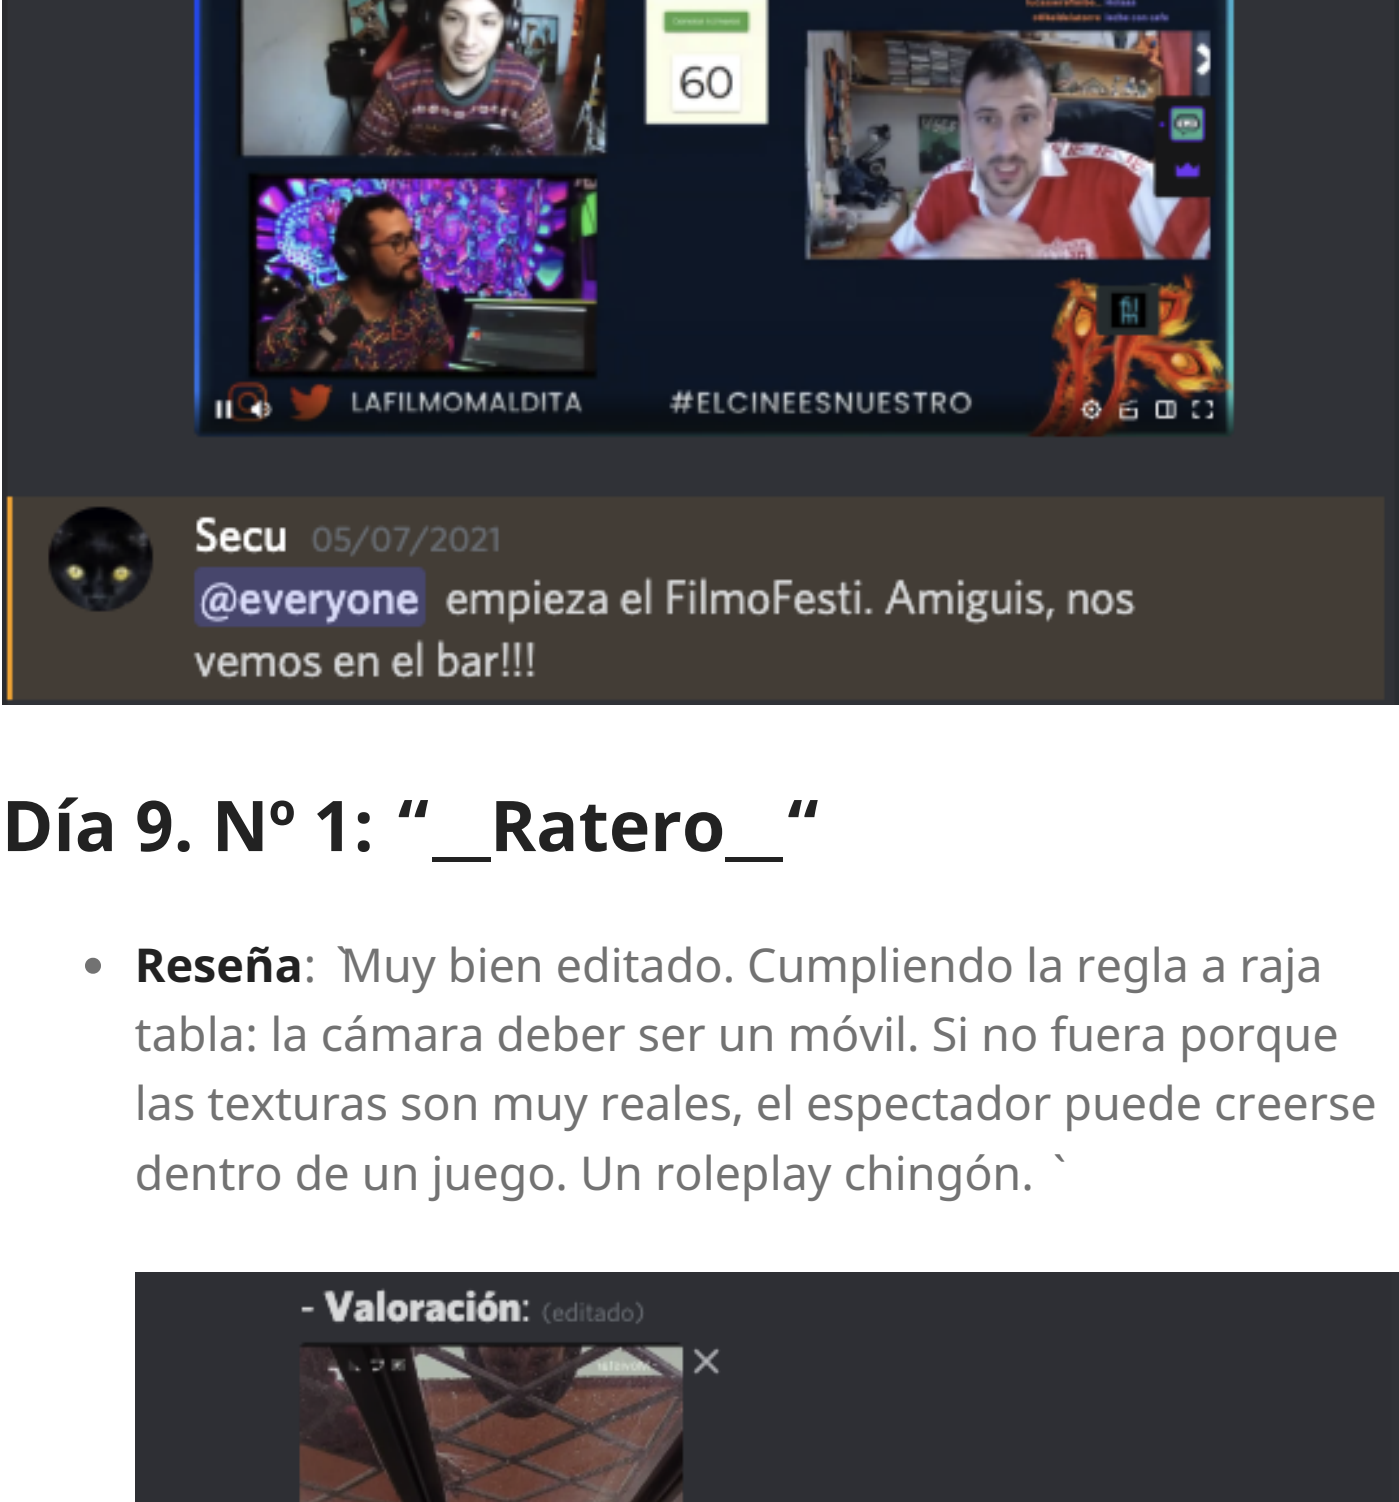 60
fil
m
LAFILMOMALDITA
#ELCINEESNUESTRO
Secu 05/07/2021
@everyone empieza el FilmoFesti. Amiguis, nos
vemos en el bar!!!
Día 9. Nº 1: “__Ratero__“
Reseña: `Muy bien editado. Cumpliendo la regla a raja
tabla: la cámara deber ser un móvil. Si no fuera porque
las texturas son muy reales, el espectador puede creerse
dentro de un juego. Un roleplay chingón. `
- Valoración: (editado)